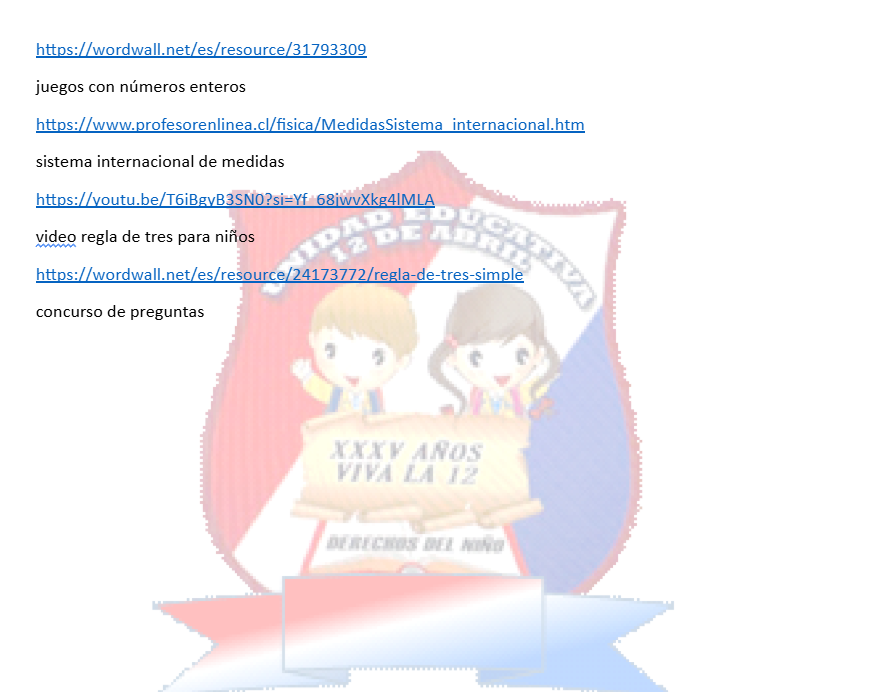 https://wordwall.net/es/resource/31793309
juegos con números enteros
https://www.profesorenlinea.cl/fisica/MedidasSistema_internacional.htm
sistema internacional de medidas
https://youtu.be/T6iBgyB3SN0?si=Yf_68jwvXkg4lMLA
video regla de tres para niños
https://wordwall.net/es/resource/24173772/regla-de-tres-simple
concurso de preguntas
UNIDAD EDUCATIVA
12 DE ABRIL
XXXV AÑOS
VIVA LA 12
DERECHOS DEL NIÑO